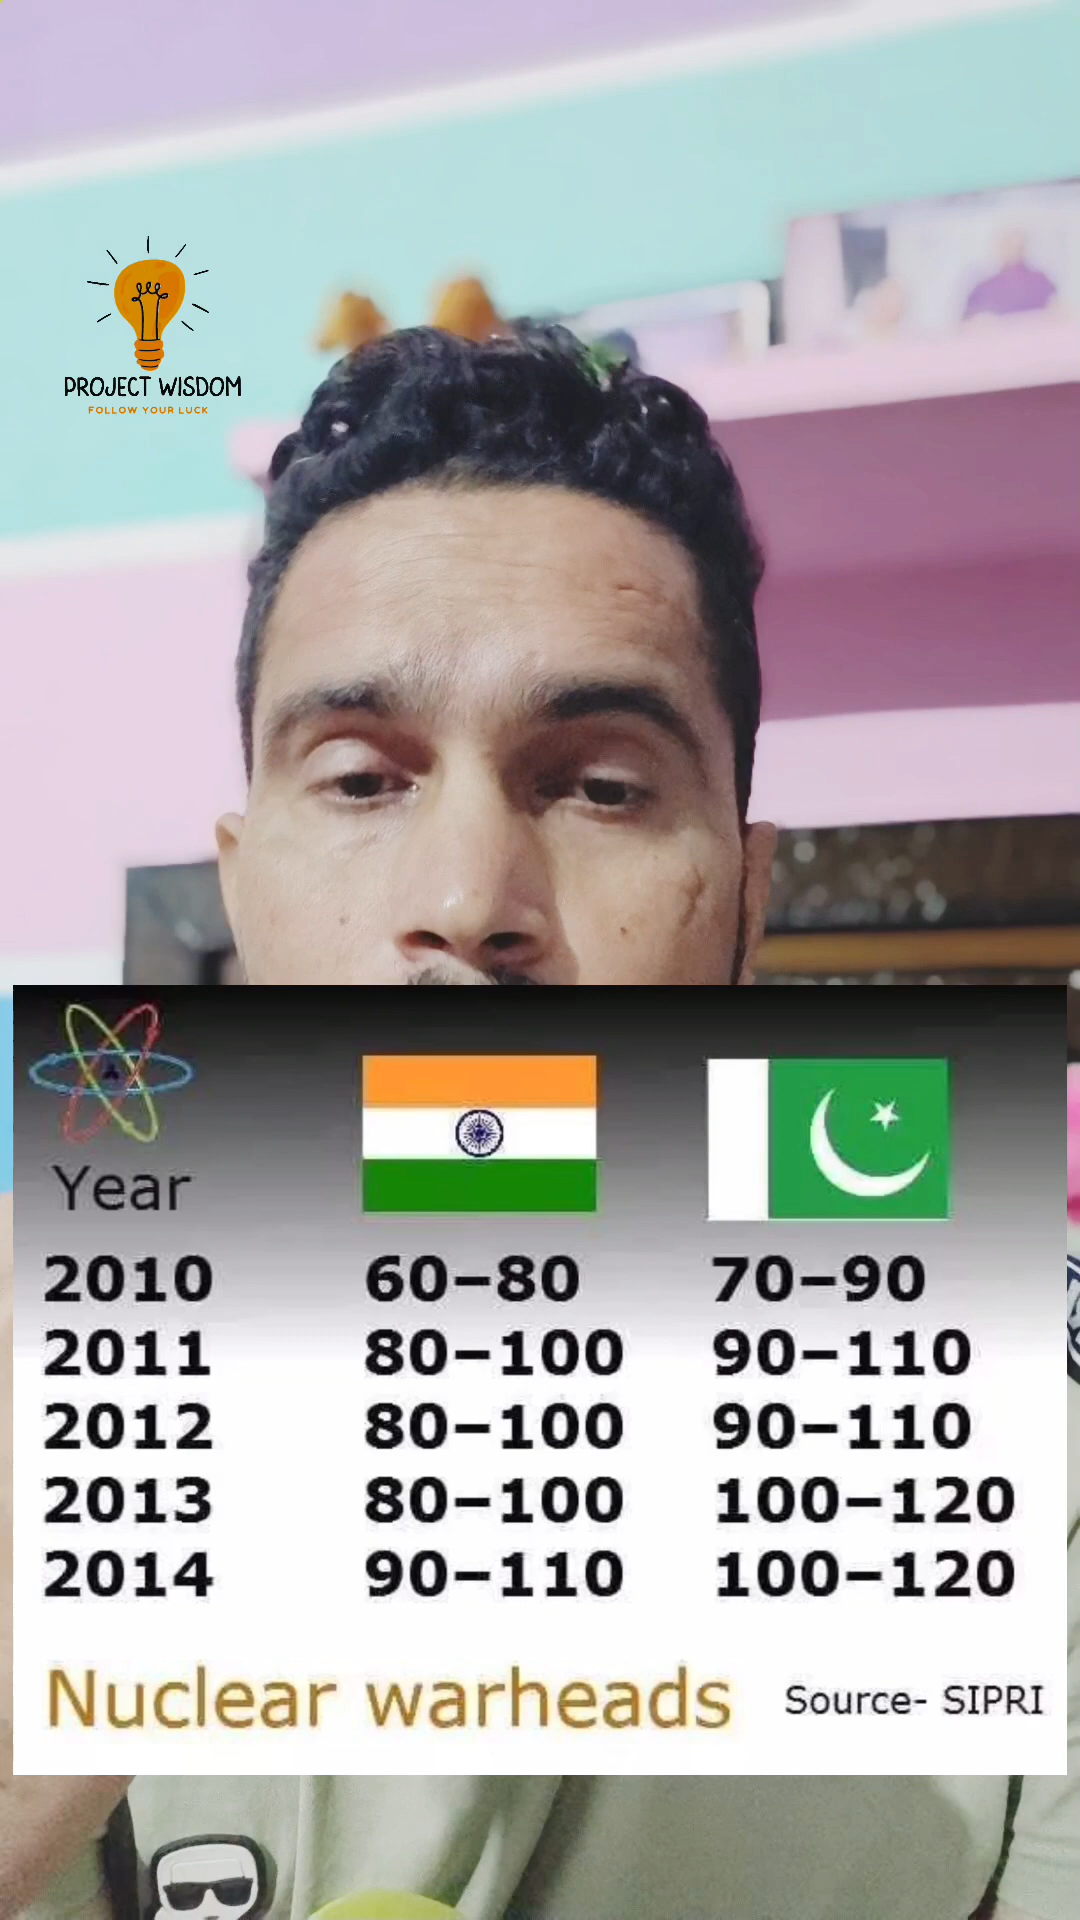 PROJECT WISDOM
FOLLOW YOUR LUCK
Year
2010 60–80 70–90
2011 80–100 90–110
2012 80–100 90–110
2013 80–100 100–120
2014 90–110 100–120
Nuclear warheads Source- SIPRI